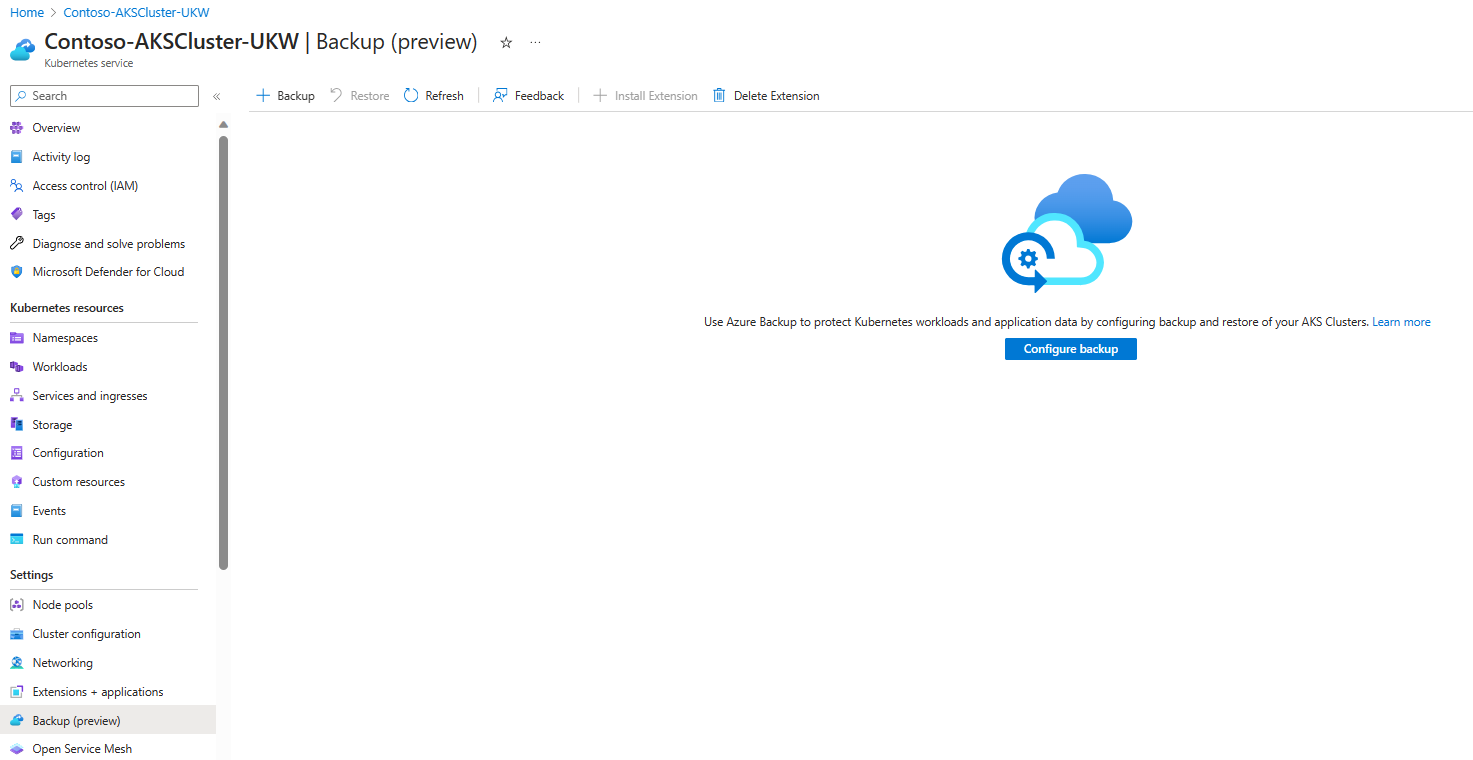 Home > Contoso-AKSCluster-UKW
Contoso-AKSCluster-UKW | Backup (preview) ☆ ...
Kubernetes service
Search «
+ Backup Restore Refresh Feedback + Install Extension Delete Extension
Overview
Activity log
Access control (IAM)
Tags
Diagnose and solve problems
Microsoft Defender for Cloud
Kubernetes resources
Namespaces
Workloads
Services and ingresses
Storage
Configuration
Custom resources
Events
Run command
Settings
Node pools
Cluster configuration
Networking
Extensions + applications
Backup (preview)
Open Service Mesh
Use Azure Backup to protect Kubernetes workloads and application data by configuring backup and restore of your AKS Clusters. Learn more
Configure backup